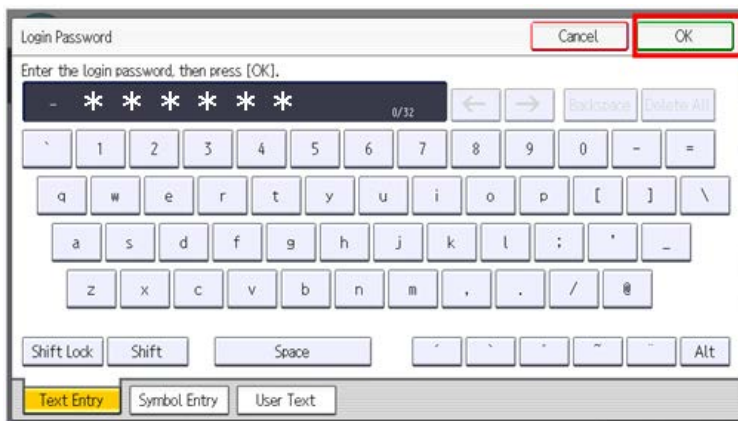 Login Password Cancel OK
Enter the login password, then press [OK].
- ****** 0/32 ← → Backspace Delete All
` 1 2 3 4 5 6 7 8 9 0 - =
q w e r t y u i o p [ ] \
a s d f g h j k l ; ' _
z x c v b n m , . / @
Shift Lock Shift Space ´ ` ^ ~ ¨ Alt
Text Entry Symbol Entry User Text